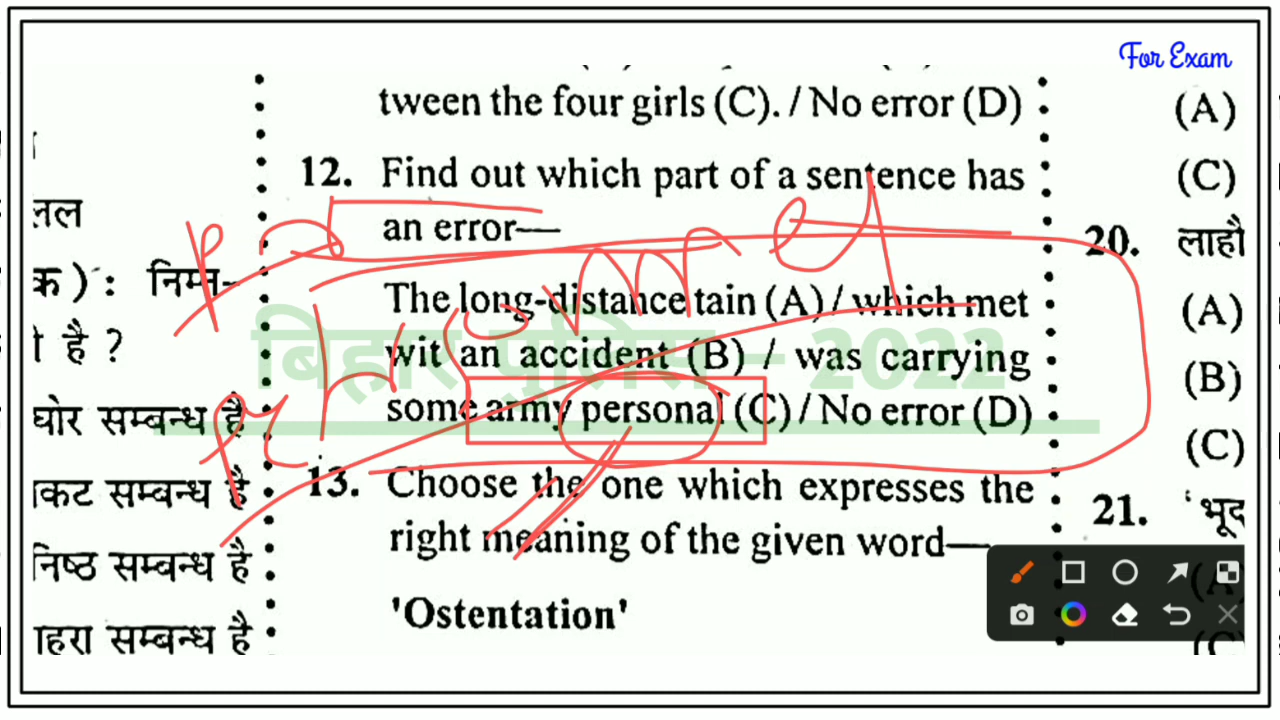 For Exam
लल
क ) : निम्न-
है ?
घोर सम्बन्ध है
कट सम्बन्ध है
निष्ठ सम्बन्ध है
हरा सम्बन्ध है
tween the four girls (C). / No error (D)
12. Find out which part of a sentence has
an error—
The long-distance tain (A) / which met
wit an accident (B) / was carrying
some army personal (C) / No error (D)
13. Choose the one which expresses the
right meaning of the given word—
'Ostentation'
बिहार पुलिस – 2022
(A)
(C)
20. लाहौ
(A)
(B)
(C)
21. 'भूद
(A)
(C)